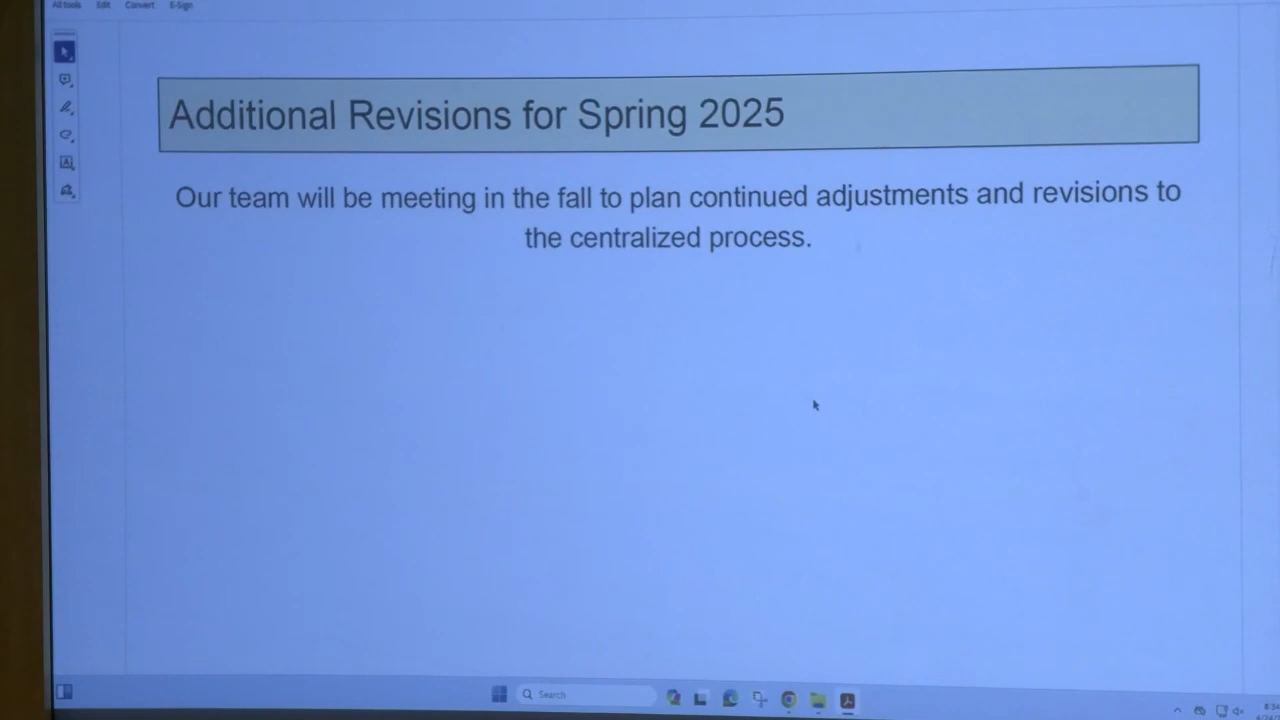 All tools Edit Convert E-Sign
Additional Revisions for Spring 2025
Our team will be meeting in the fall to plan continued adjustments and revisions to
the centralized process.
Search